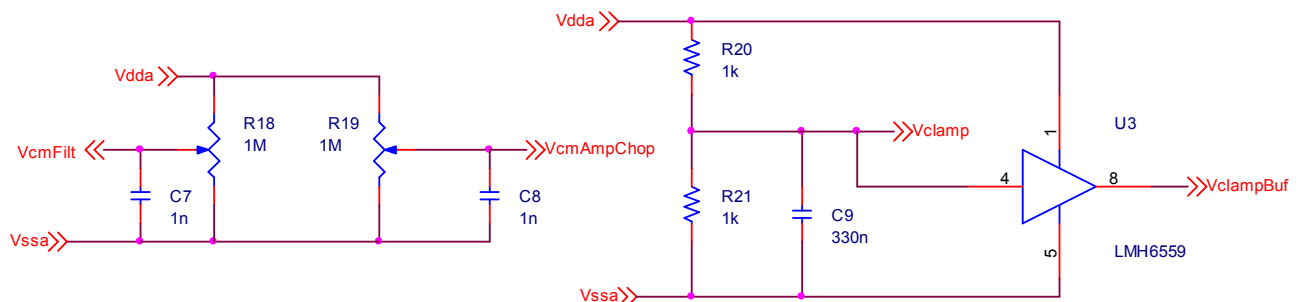 Vdda
R18
1M
R19
1M
VcmFilt
VcmAmpChop
C7
1n
C8
1n
Vssa
Vdda
R20
1k
Vclamp
U3
1
4
8
VclampBuf
R21
1k
C9
330n
5
LMH6559
Vssa